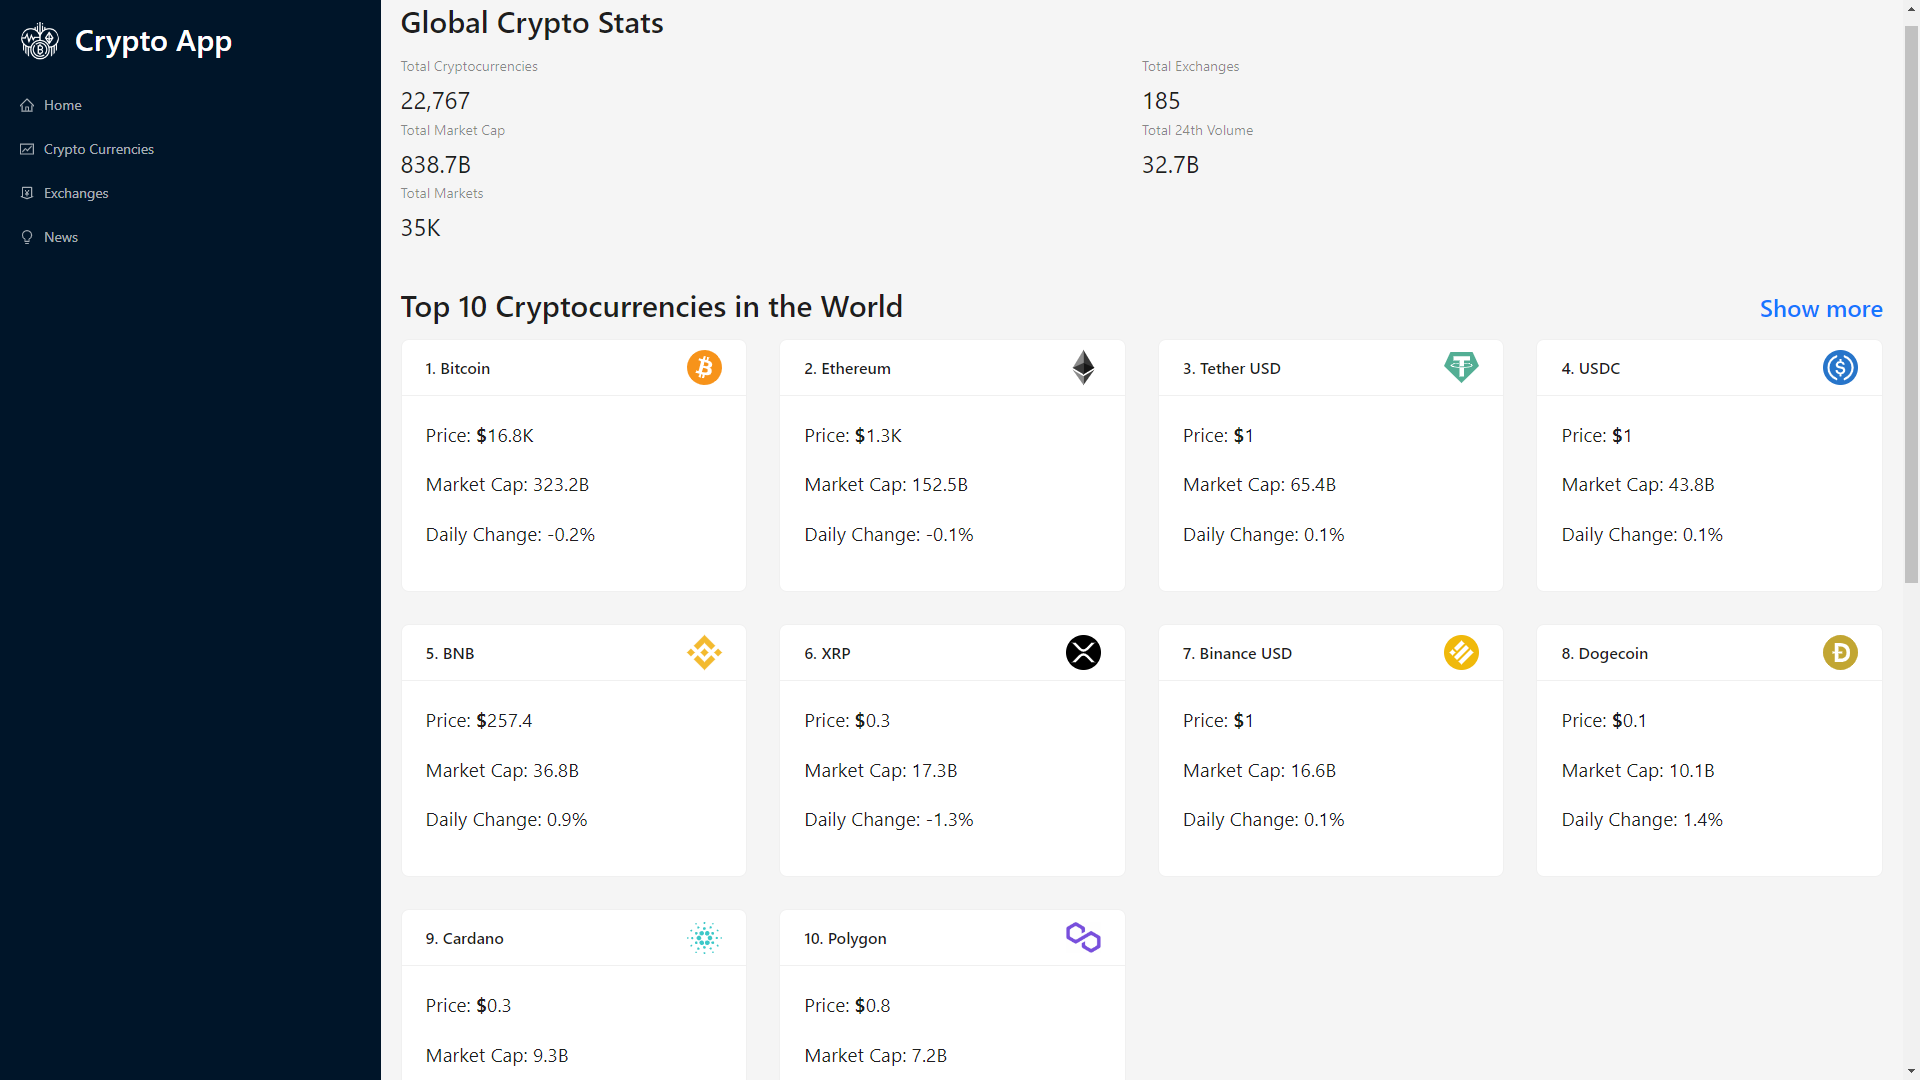 Crypto App
Home
Crypto Currencies
Exchanges
News
Global Crypto Stats
Total Cryptocurrencies
22,767
Total Exchanges
185
Total Market Cap
838.7B
Total 24th Volume
32.7B
Total Markets
35K
Top 10 Cryptocurrencies in the World
Show more
1. Bitcoin
Price: $16.8K
Market Cap: 323.2B
Daily Change: -0.2%
2. Ethereum
Price: $1.3K
Market Cap: 152.5B
Daily Change: -0.1%
3. Tether USD
Price: $1
Market Cap: 65.4B
Daily Change: 0.1%
4. USDC
Price: $1
Market Cap: 43.8B
Daily Change: 0.1%
5. BNB
Price: $257.4
Market Cap: 36.8B
Daily Change: 0.9%
6. XRP
Price: $0.3
Market Cap: 17.3B
Daily Change: -1.3%
7. Binance USD
Price: $1
Market Cap: 16.6B
Daily Change: 0.1%
8. Dogecoin
Price: $0.1
Market Cap: 10.1B
Daily Change: 1.4%
9. Cardano
Price: $0.3
Market Cap: 9.3B
10. Polygon
Price: $0.8
Market Cap: 7.2B